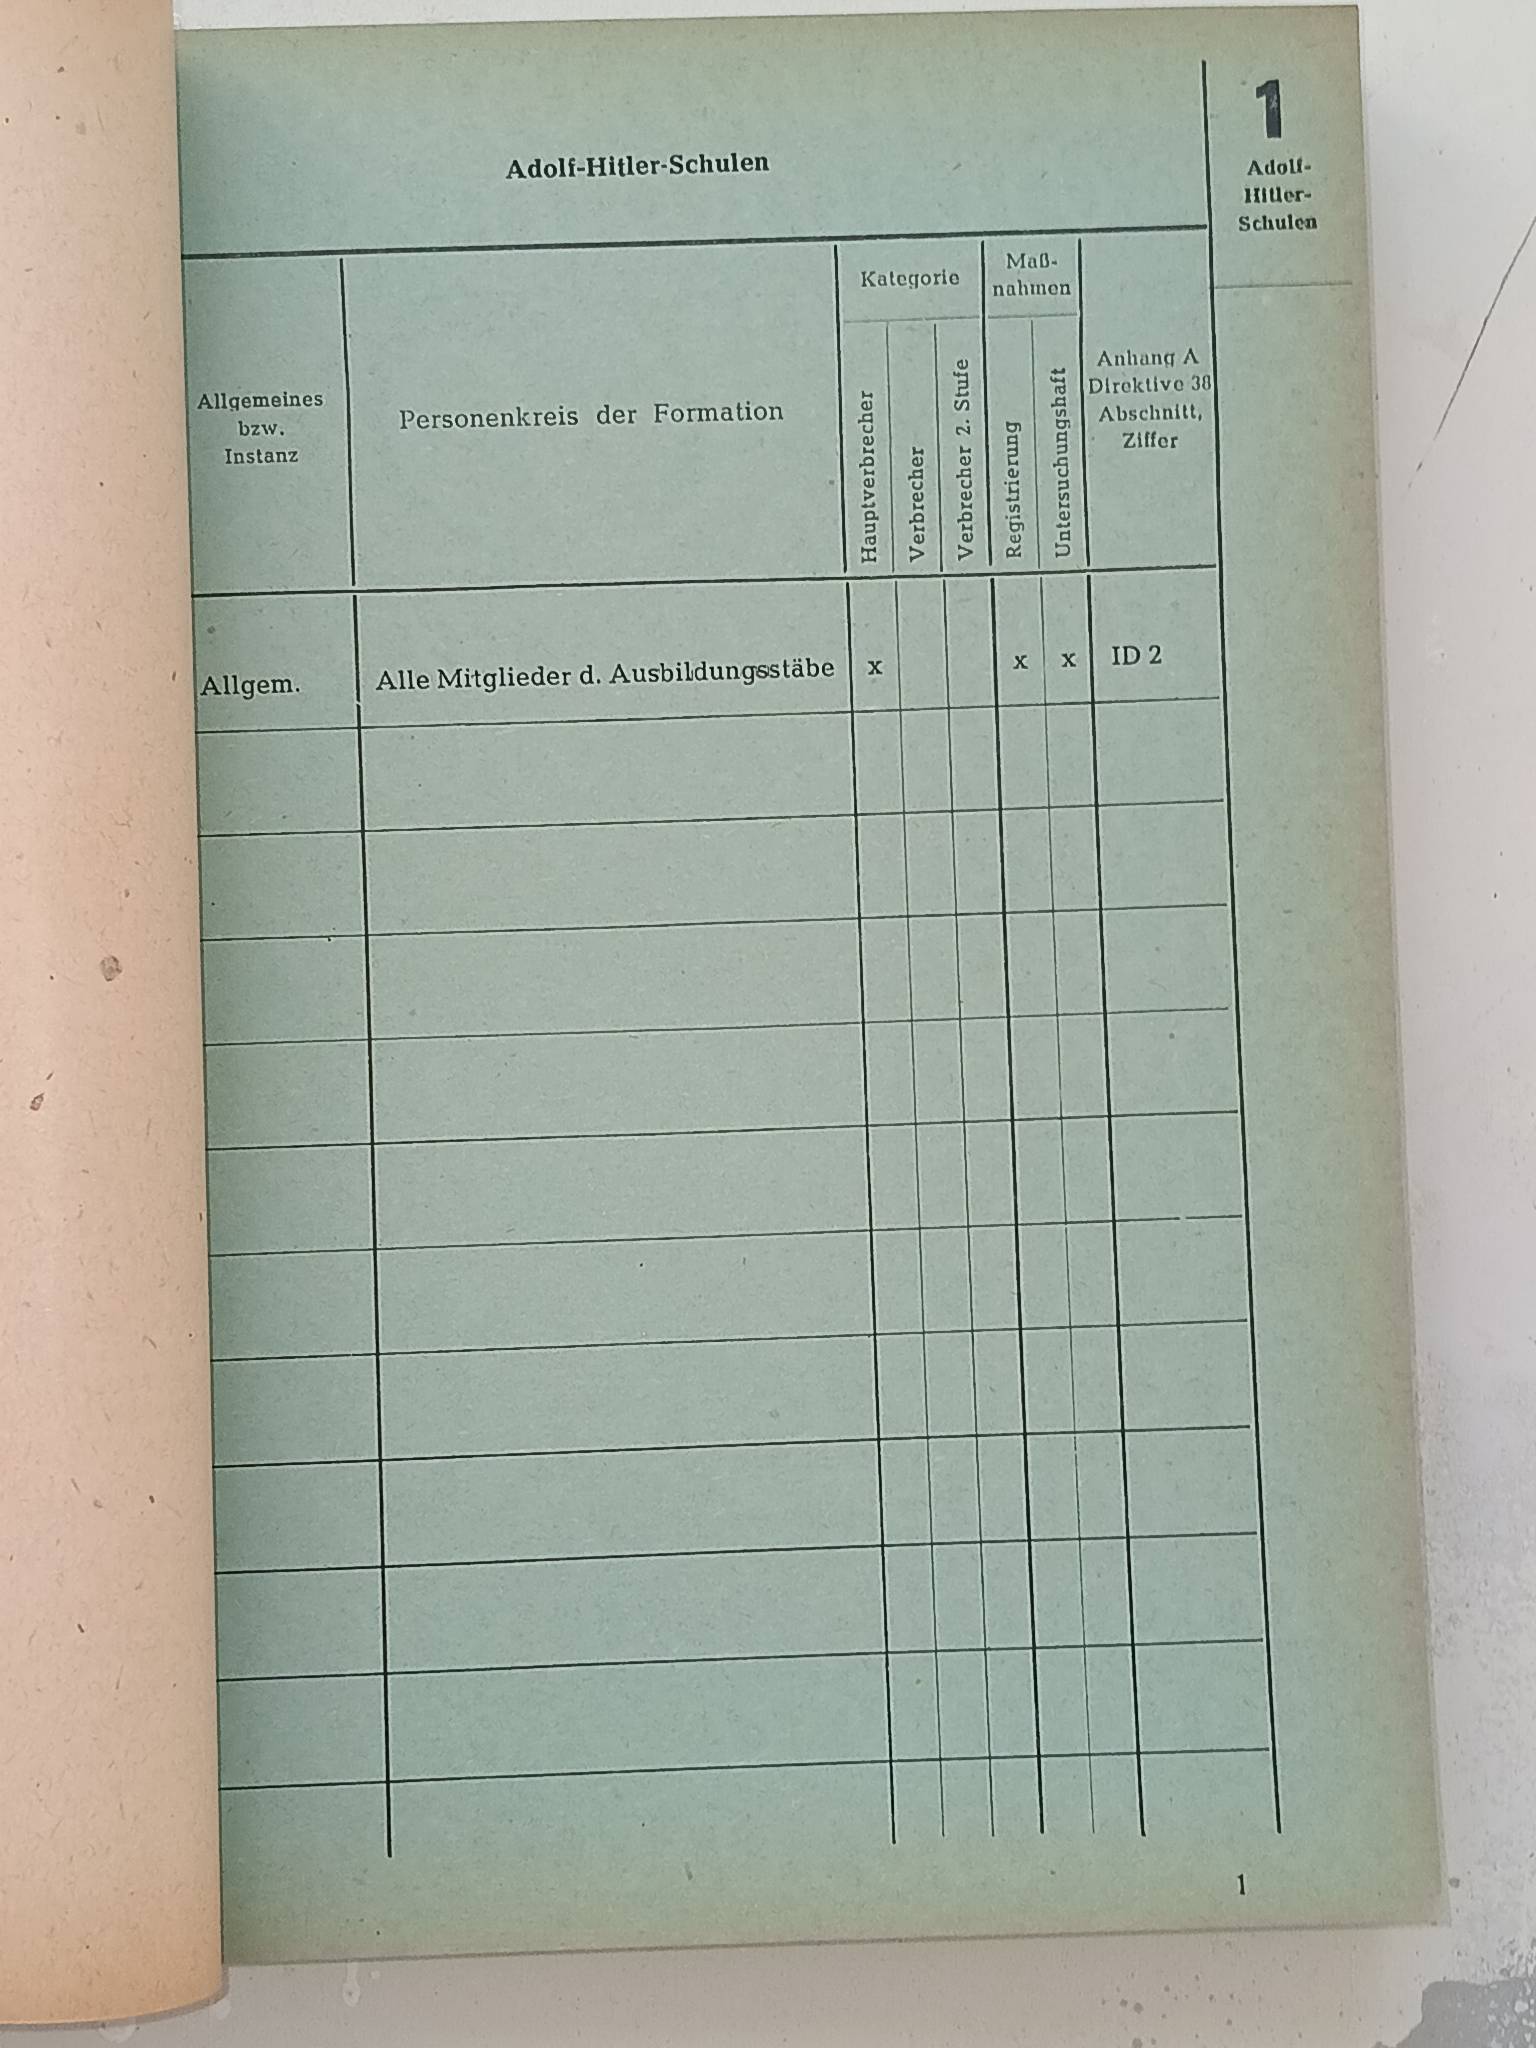 1
Adolf-
Hitler-
Schulen
Adolf-Hitler-Schulen
Allgemeines
bzw.
Instanz
Personenkreis der Formation
Kategorie
Hauptverbrecher
Verbrecher
Verbrecher 2. Stufe
Maß-
nahmen
Registrierung
Untersuchungshaft
Anhang A
Direktive 38
Abschnitt,
Ziffer
Allgem. Alle Mitglieder d. Ausbildungsstäbe x x x ID 2
1